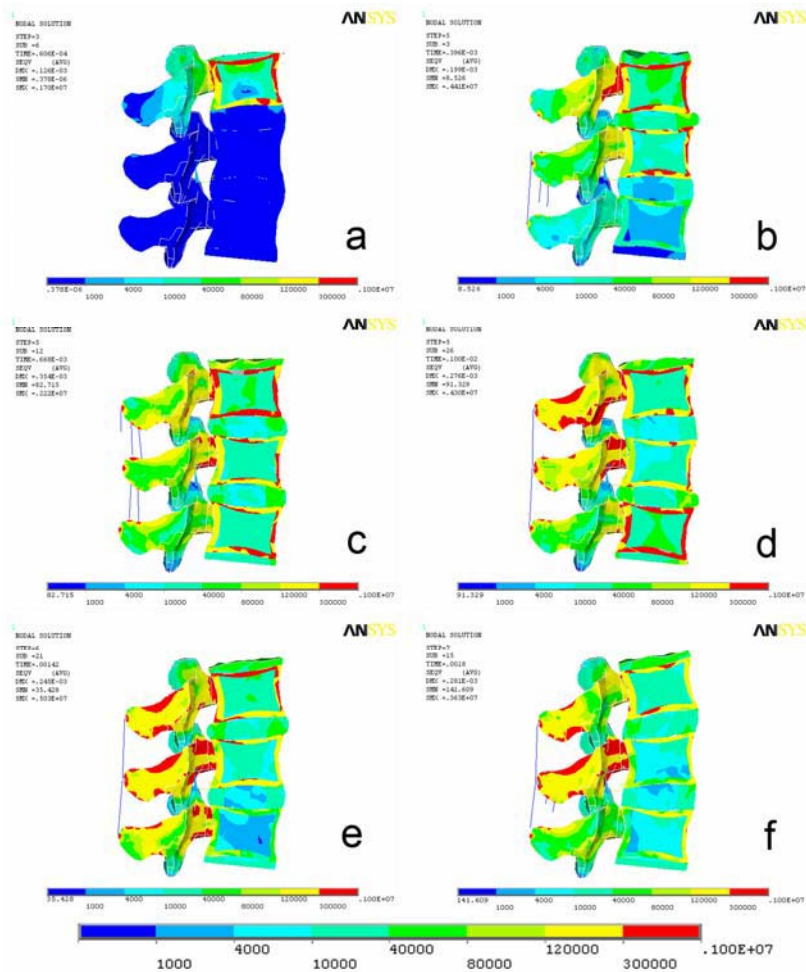 NODAL SOLUTION
STEP=3
SUB =6
TIME=.606E-04
SEQV (AVG)
DMX =.126E-03
SMN =.378E-06
SMX =.170E+07
ANSYS
a
.378E-06 4000 40000 120000 .100E+07
1000 10000 80000 300000
NODAL SOLUTION
STEP=5
SUB =3
TIME=.396E-03
SEQV (AVG)
DMX =.199E-03
SMN =8.526
SMX =.441E+07
ANSYS
b
8.526 4000 40000 120000 .100E+07
1000 10000 80000 300000
NODAL SOLUTION
STEP=5
SUB =12
TIME=.668E-03
SEQV (AVG)
DMX =.354E-03
SMN =82.715
SMX =.222E+07
ANSYS
c
82.715 4000 40000 120000 .100E+07
1000 10000 80000 300000
NODAL SOLUTION
STEP=5
SUB =26
TIME=.100E-02
SEQV (AVG)
DMX =.276E-03
SMN =91.329
SMX =.430E+07
ANSYS
d
91.329 4000 40000 120000 .100E+07
1000 10000 80000 300000
NODAL SOLUTION
STEP=6
SUB =21
TIME=.00142
SEQV (AVG)
DMX =.245E-03
SMN =35.428
SMX =.503E+07
ANSYS
e
35.428 4000 40000 120000 .100E+07
1000 10000 80000 300000
NODAL SOLUTION
STEP=7
SUB =15
TIME=.0018
SEQV (AVG)
DMX =.281E-03
SMN =141.609
SMX =.363E+07
ANSYS
f
141.609 4000 40000 120000 .100E+07
1000 10000 80000 300000
4000 40000 120000 .100E+07
1000 10000 80000 300000